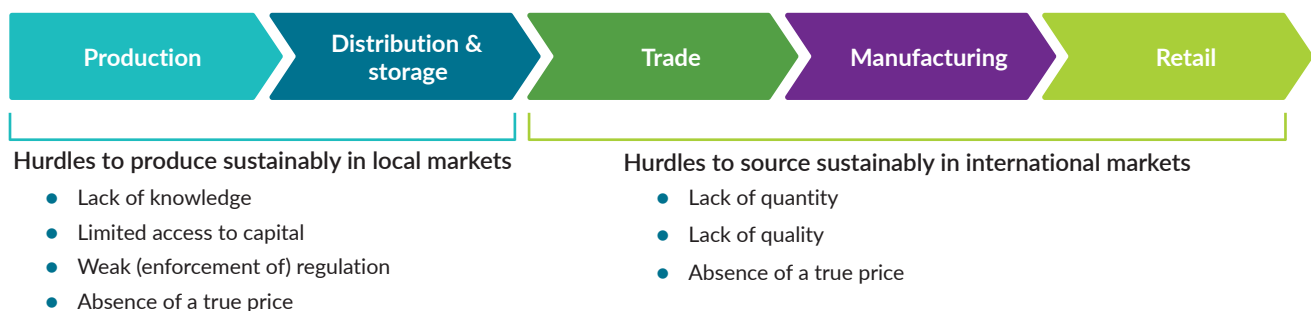 Production
Distribution &
storage
Trade
Manufacturing
Retail
Hurdles to produce sustainably in local markets
● Lack of knowledge
● Limited access to capital
● Weak (enforcement of) regulation
● Absence of a true price
Hurdles to source sustainably in international markets
● Lack of quantity
● Lack of quality
● Absence of a true price